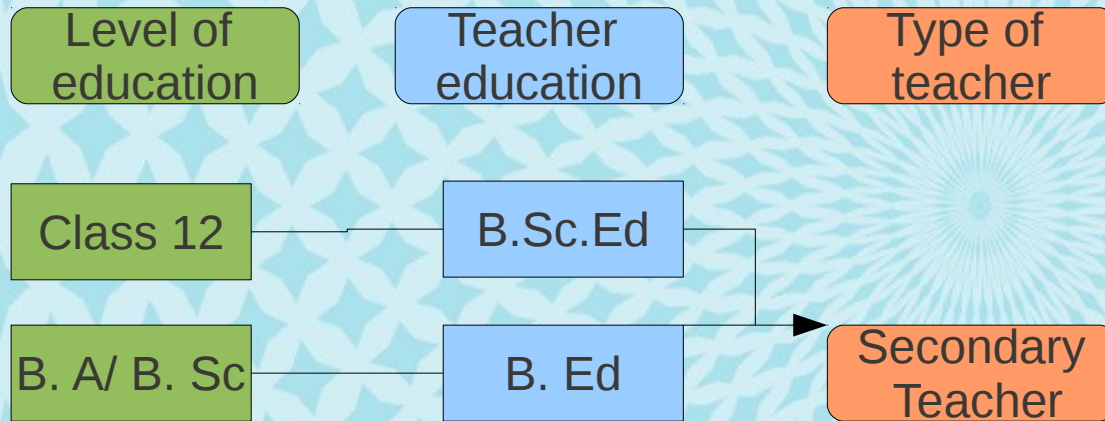 Level of
education
Teacher
education
Type of
teacher
Class 12
B.Sc.Ed
B. A/ B. Sc
B. Ed
Secondary
Teacher